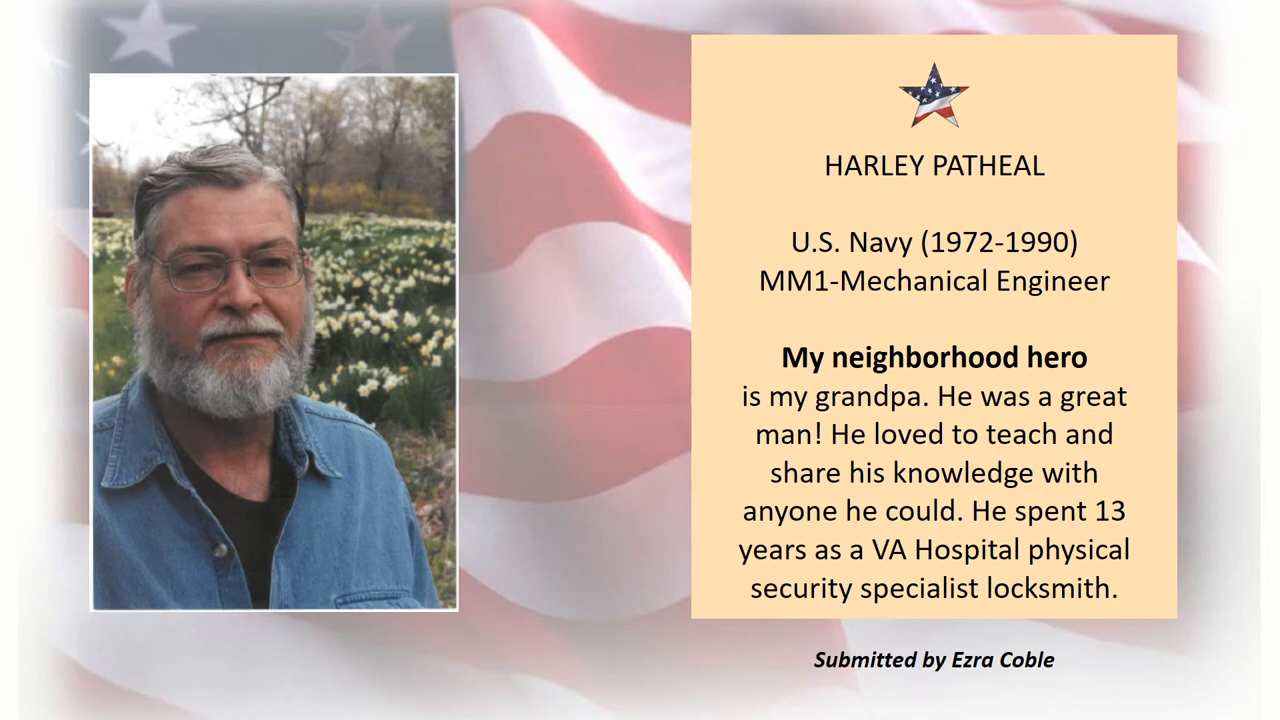 HARLEY PATHEAL
U.S. Navy (1972-1990)
MM1-Mechanical Engineer
My neighborhood hero
is my grandpa. He was a great
man! He loved to teach and
share his knowledge with
anyone he could. He spent 13
years as a VA Hospital physical
security specialist locksmith.
Submitted by Ezra Coble